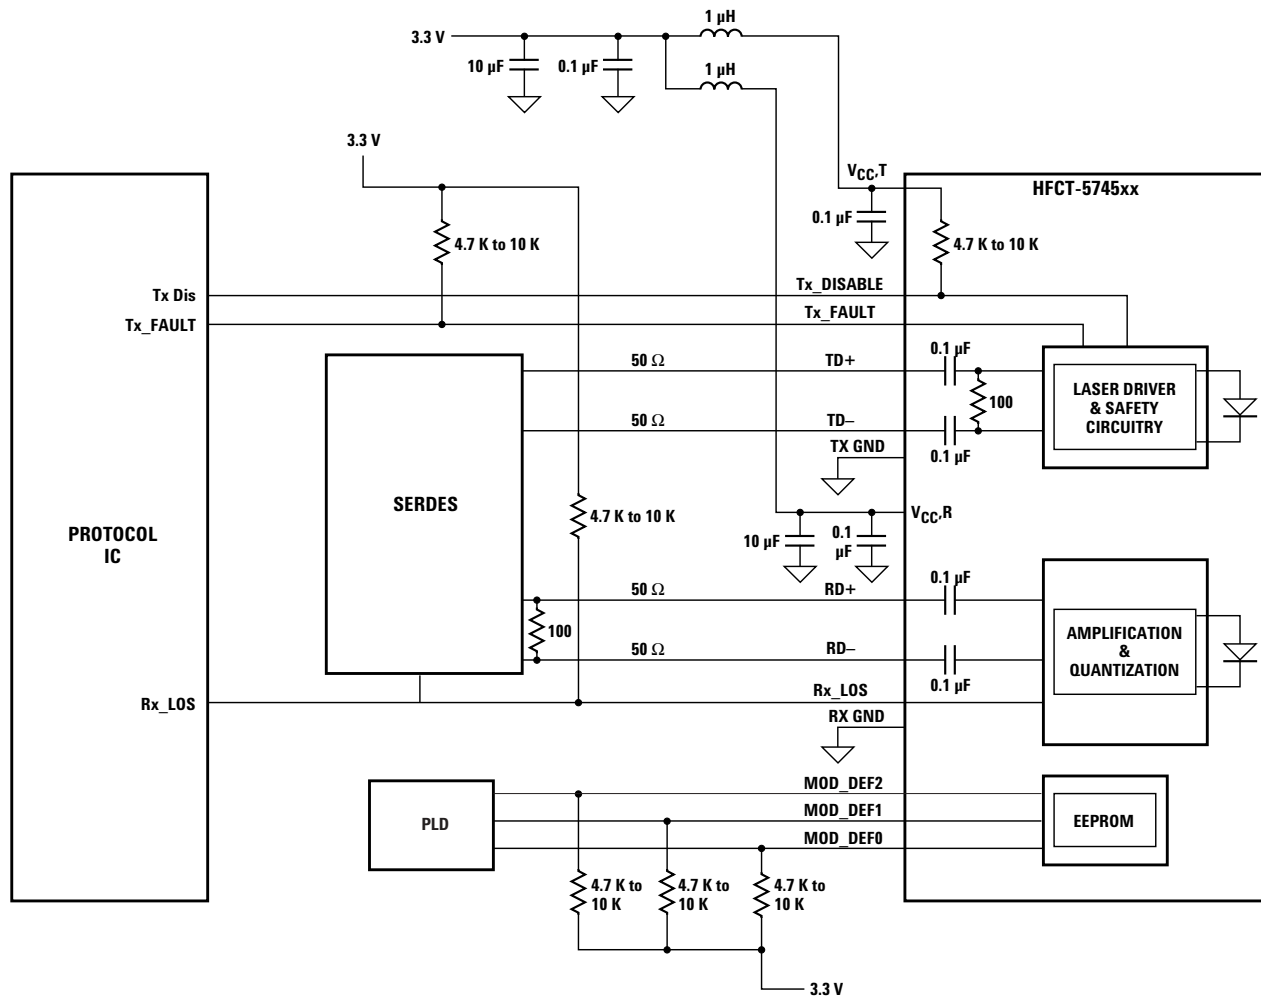 1 µH
3.3 V
10 µF
0.1 µF
1 µH
3.3 V
V_CC,T
HFCT-5745xx
0.1 µF
4.7 K to 10 K
4.7 K to 10 K
Tx Dis
Tx_DISABLE
Tx_FAULT
Tx_FAULT
0.1 µF
50 Ω
TD+
100
LASER DRIVER
& SAFETY
CIRCUITRY
50 Ω
TD–
TX GND
0.1 µF
SERDES
4.7 K to 10 K
V_CC,R
PROTOCOL
IC
10 µF
0.1
µF
0.1 µF
50 Ω
RD+
100
AMPLIFICATION
&
QUANTIZATION
50 Ω
RD–
0.1 µF
Rx_LOS
Rx_LOS
RX GND
MOD_DEF2
MOD_DEF1
MOD_DEF0
PLD
EEPROM
4.7 K to
10 K
4.7 K to
10 K
4.7 K to
10 K
3.3 V